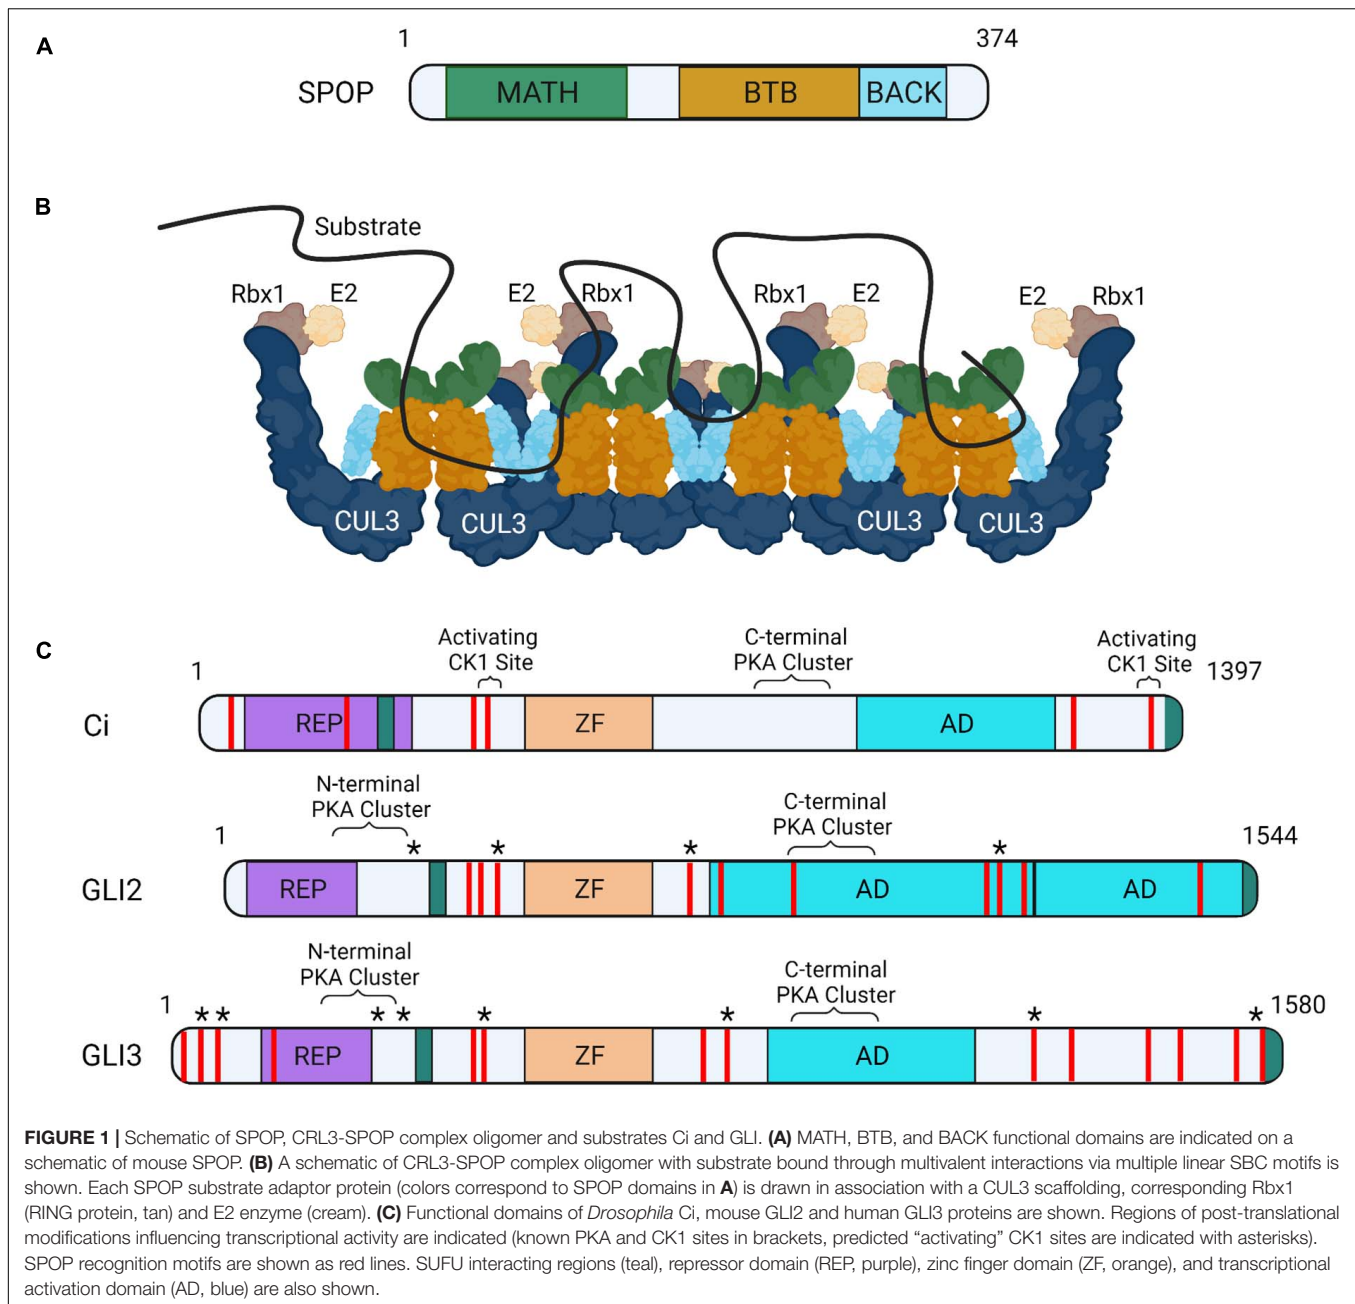 A
1
374
SPOP
MATH
BTB
BACK
B
Substrate
Rbx1
E2
E2
Rbx1
Rbx1
E2
E2
Rbx1
CUL3
CUL3
CUL3
CUL3
C
Activating
CK1 Site
C-terminal
PKA Cluster
Activating
CK1 Site
1
1397
Ci
REP
ZF
AD
N-terminal
PKA Cluster
C-terminal
PKA Cluster
1
* * * *
1544
GLI2
REP
ZF
AD
AD
N-terminal
PKA Cluster
C-terminal
PKA Cluster
1
* * * * * * * *
1580
GLI3
REP
ZF
AD
FIGURE 1 | Schematic of SPOP, CRL3-SPOP complex oligomer and substrates Ci and GLI. (A) MATH, BTB, and BACK functional domains are indicated on a
schematic of mouse SPOP. (B) A schematic of CRL3-SPOP complex oligomer with substrate bound through multivalent interactions via multiple linear SBC motifs is
shown. Each SPOP substrate adaptor protein (colors correspond to SPOP domains in A) is drawn in association with a CUL3 scaffolding, corresponding Rbx1
(RING protein, tan) and E2 enzyme (cream). (C) Functional domains of Drosophila Ci, mouse GLI2 and human GLI3 proteins are shown. Regions of post-translational
modifications influencing transcriptional activity are indicated (known PKA and CK1 sites in brackets, predicted “activating” CK1 sites are indicated with asterisks).
SPOP recognition motifs are shown as red lines. SUFU interacting regions (teal), repressor domain (REP, purple), zinc finger domain (ZF, orange), and transcriptional
activation domain (AD, blue) are also shown.